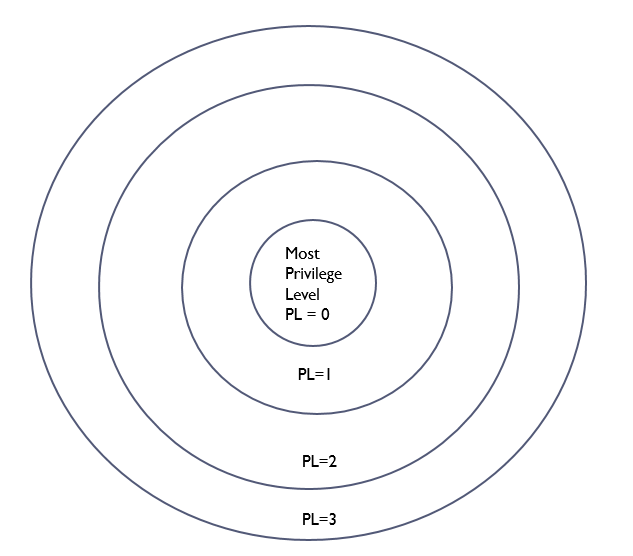 Most
Privilege
Level
PL = 0
PL=1
PL=2
PL=3